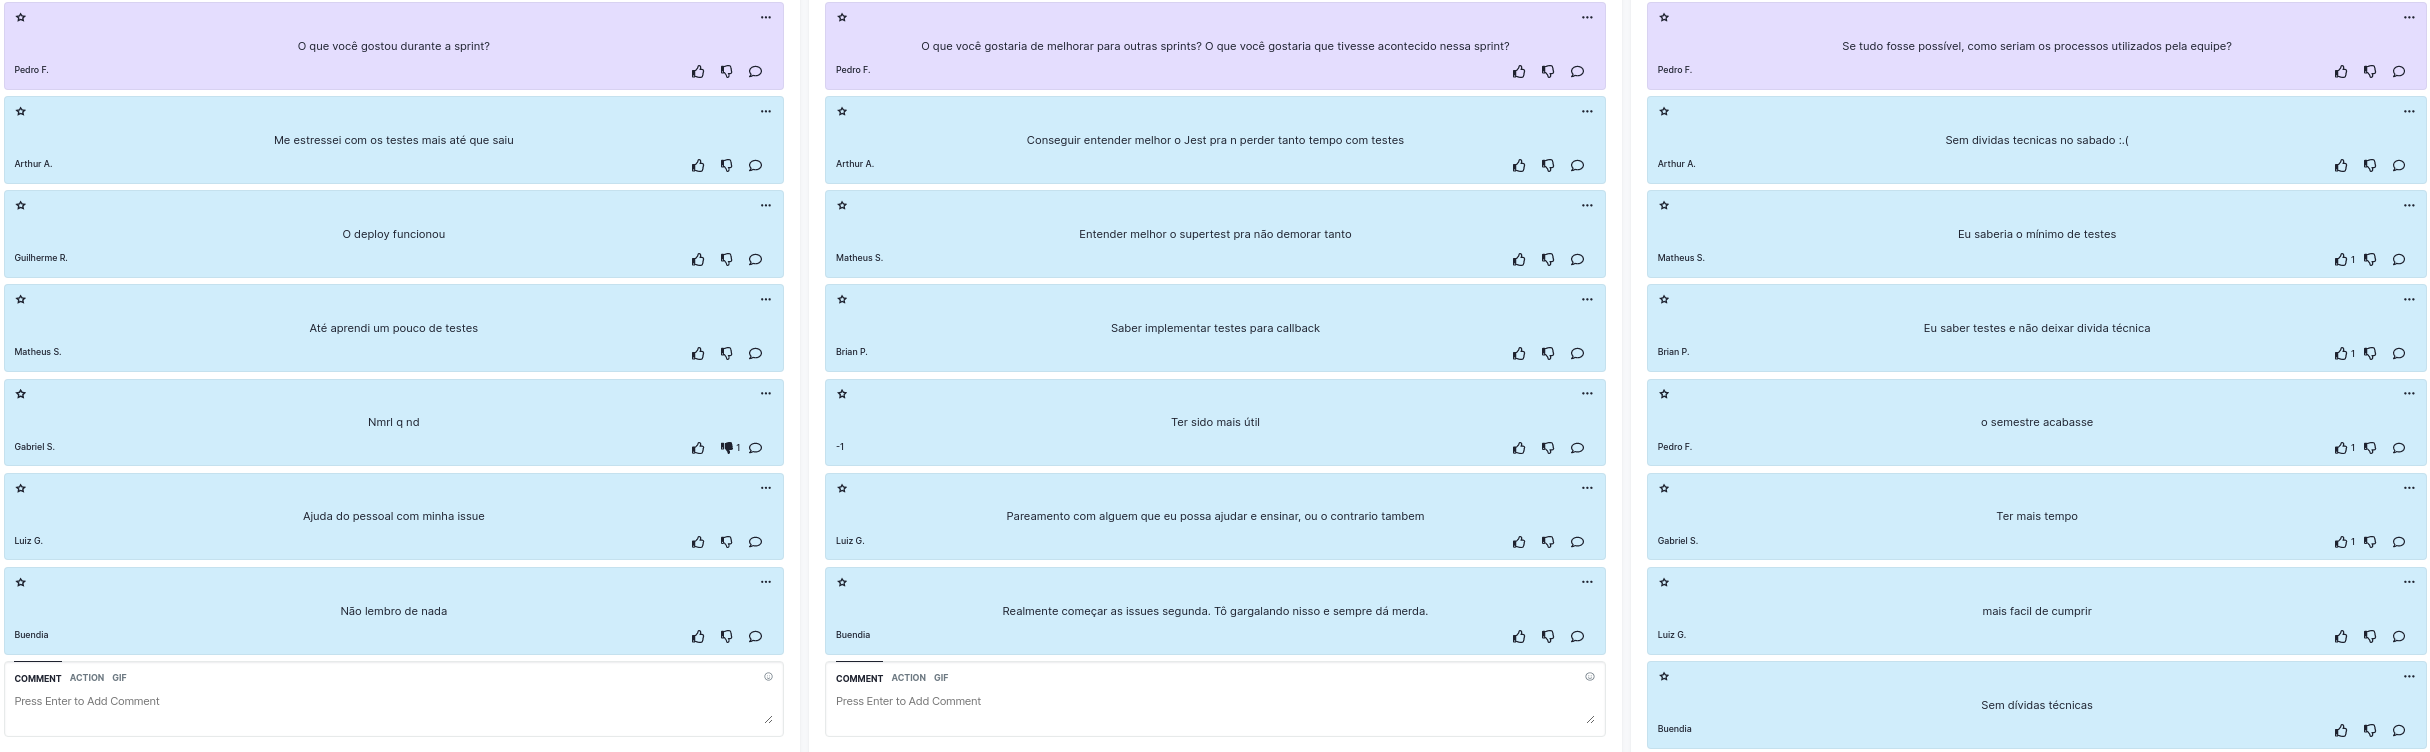 O que você gostou durante a sprint?
Pedro F.
Me estressei com os testes mais até que saiu
Arthur A.
O deploy funcionou
Guilherme R.
Até aprendi um pouco de testes
Matheus S.
Nmrl q nd
Gabriel S.
1
Ajuda do pessoal com minha issue
Luiz G.
Não lembro de nada
Buendia
COMMENT ACTION GIF
Press Enter to Add Comment
O que você gostaria de melhorar para outras sprints? O que você gostaria que tivesse acontecido nessa sprint?
Pedro F.
Conseguir entender melhor o Jest pra n perder tanto tempo com testes
Arthur A.
Entender melhor o supertest pra não demorar tanto
Matheus S.
Saber implementar testes para callback
Brian P.
Ter sido mais útil
-1
Pareamento com alguem que eu possa ajudar e ensinar, ou o contrario tambem
Luiz G.
Realmente começar as issues segunda. Tô gargalando nisso e sempre dá merda.
Buendia
COMMENT ACTION GIF
Press Enter to Add Comment
Se tudo fosse possível, como seriam os processos utilizados pela equipe?
Pedro F.
Sem dividas tecnicas no sabado :.(
Arthur A.
Eu saberia o mínimo de testes
Matheus S.
1
Eu saber testes e não deixar divida técnica
Brian P.
1
o semestre acabasse
Pedro F.
1
Ter mais tempo
Gabriel S.
1
mais facil de cumprir
Luiz G.
Sem dívidas técnicas
Buendia